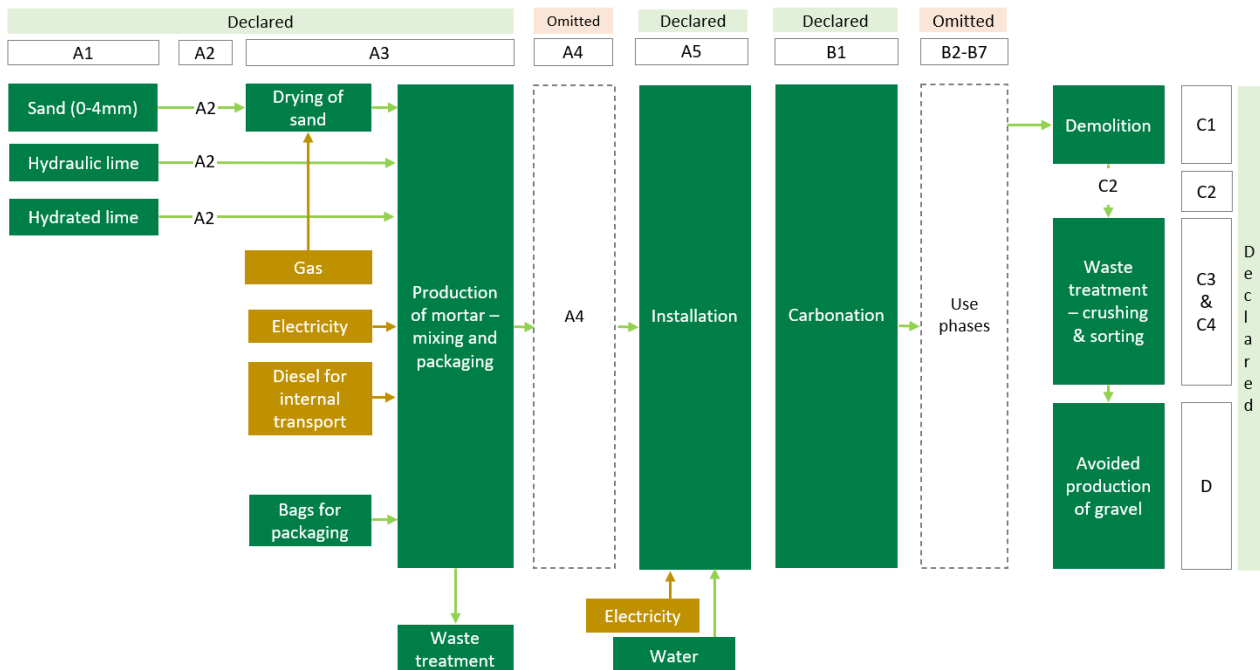 Declared
Omitted
Declared
Declared
Omitted
A1
A2
A3
A4
A5
B1
B2-B7
Sand (0-4mm)
A2
Drying of
sand
Hydraulic lime
A2
Hydrated lime
A2
Gas
Electricity
Diesel for
internal
transport
Bags for
packaging
Production
of mortar –
mixing and
packaging
Waste
treatment
A4
Installation
Electricity
Water
Carbonation
Use
phases
Demolition
C1
C2
C2
Waste
treatment
– crushing
& sorting
C3
&
C4
Avoided
production
of gravel
D
Declared